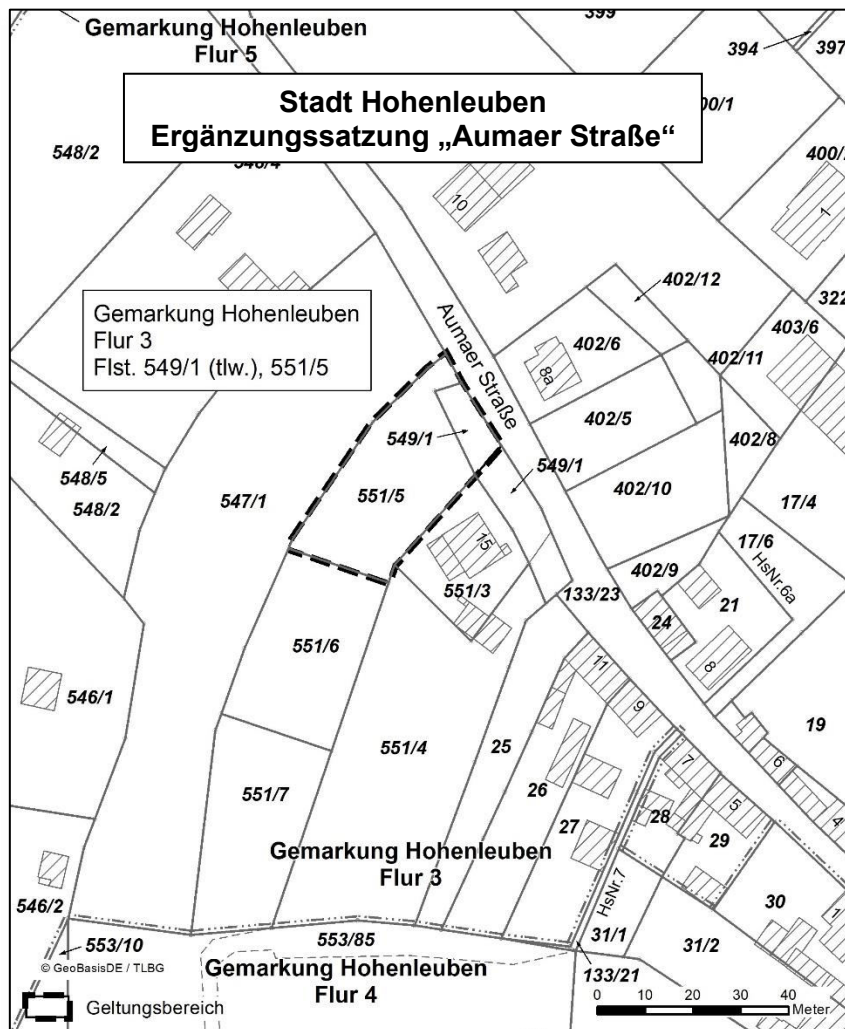 Gemarkung Hohenleuben
Flur 5
399
394
397
Stadt Hohenleuben
Ergänzungssatzung „Aumaer Straße“
548/2
10
1
402/12
322
403/6
Gemarkung Hohenleuben
Flur 3
Flst. 549/1 (tlw.), 551/5
Aumaer Straße
402/6
8a
402/11
402/5
549/1
402/8
548/5
549/1
548/2
547/1
551/5
402/10
17/4
15
17/6
HsNr.6a
551/3
402/9
133/23
21
24
551/6
11
8
546/1
9
19
551/4
25
7
6
551/7
26
5
4
28
27
29
Gemarkung Hohenleuben
Flur 3
HsNr.7
30
546/2
1
31/1
31/2
553/10
553/85
© GeoBasisDE / TLBG
Gemarkung Hohenleuben
Flur 4
133/21
Geltungsbereich
0 10 20 30 40
Meter